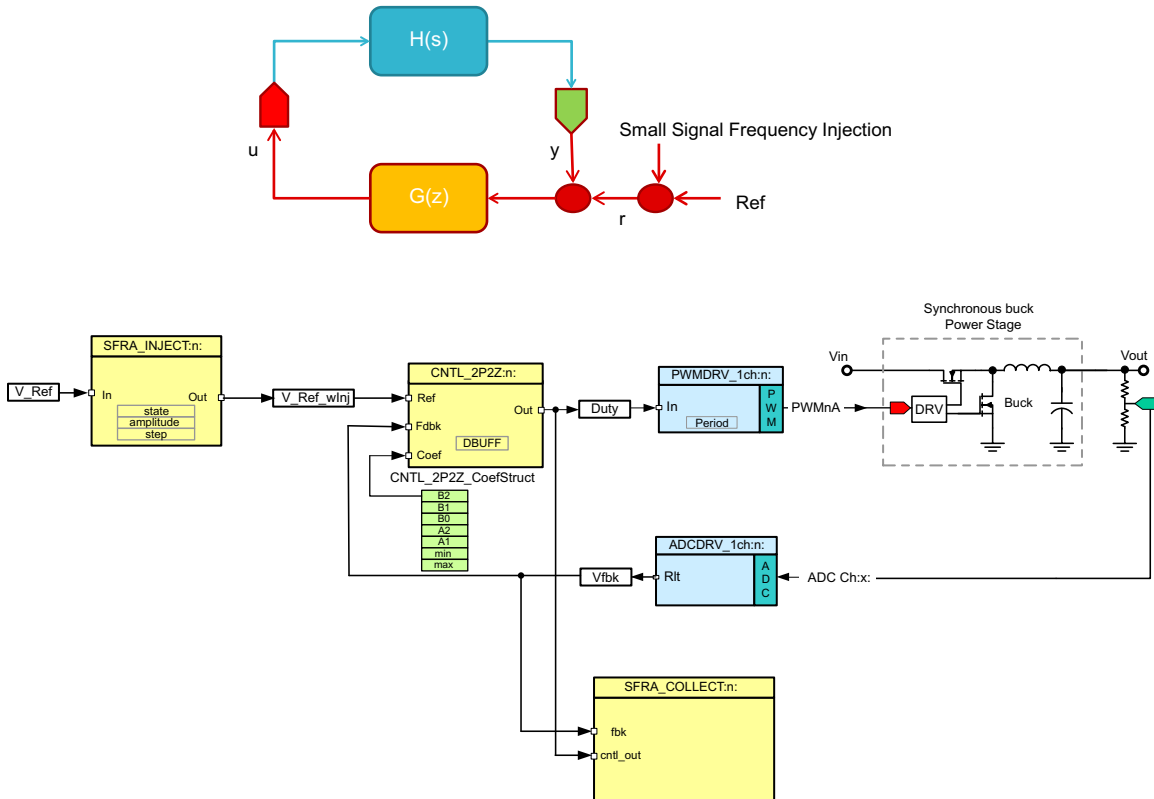 H(s)
Small Signal Frequency Injection
u
y
G(z)
r
Ref
Synchronous buck
Power Stage
SFRA_INJECT:n:
V_Ref
In
Out
state
amplitude
step
V_Ref_wInj
CNTL_2P2Z:n:
Ref
Out
Fdbk
DBUFF
Coef
CNTL_2P2Z_CoefStruct
B2
B1
B0
A2
A1
min
max
Duty
PWMDRV_1ch:n:
In
Period
P
W
M
PWMnA
Vin
DRV
Buck
Vout
ADCDRV_1ch:n:
Vfbk
Rlt
A
D
C
ADC Ch:x:
SFRA_COLLECT:n:
fbk
cntl_out